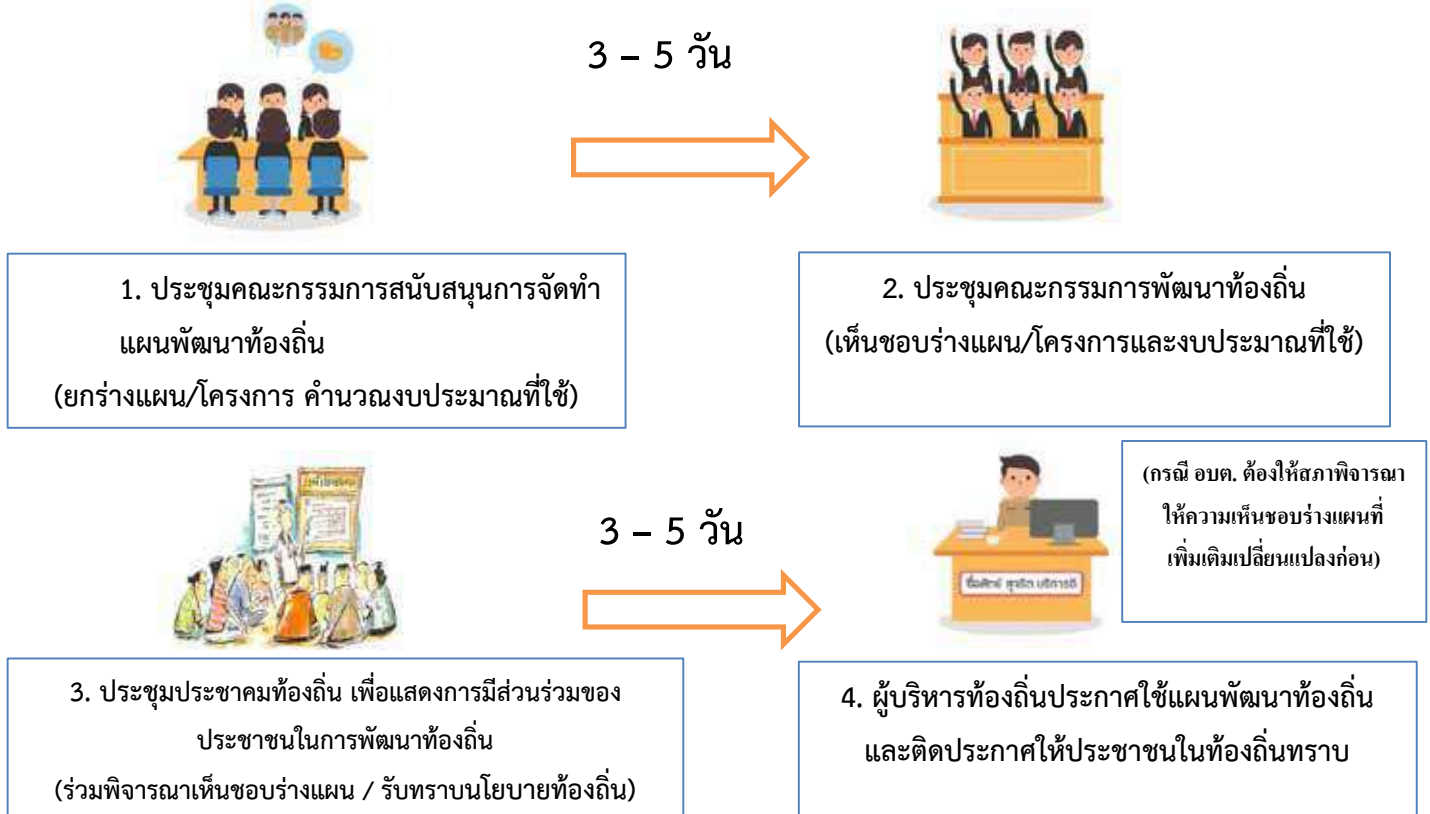 3 – 5 วัน
1. ประชุมคณะกรรมการสนับสนุนการจัดทำ
แผนพัฒนาท้องถิ่น
(ยกร่างแผน/โครงการ คำนวณงบประมาณที่ใช้)
2. ประชุมคณะกรรมการพัฒนาท้องถิ่น
(เห็นชอบร่างแผน/โครงการและงบประมาณที่ใช้)
3 – 5 วัน
(กรณี อบต. ต้องให้สภาพิจารณา
ให้ความเห็นชอบร่างแผนที่
เพิ่มเติมเปลี่ยนแปลงก่อน)
ซื่อสัตย์ สุจริต บริการดี
3. ประชุมประชาคมท้องถิ่น เพื่อแสดงการมีส่วนร่วมของ
ประชาชนในการพัฒนาท้องถิ่น
(ร่วมพิจารณาเห็นชอบร่างแผน / รับทราบนโยบายท้องถิ่น)
4. ผู้บริหารท้องถิ่นประกาศใช้แผนพัฒนาท้องถิ่น
และติดประกาศให้ประชาชนในท้องถิ่นทราบ